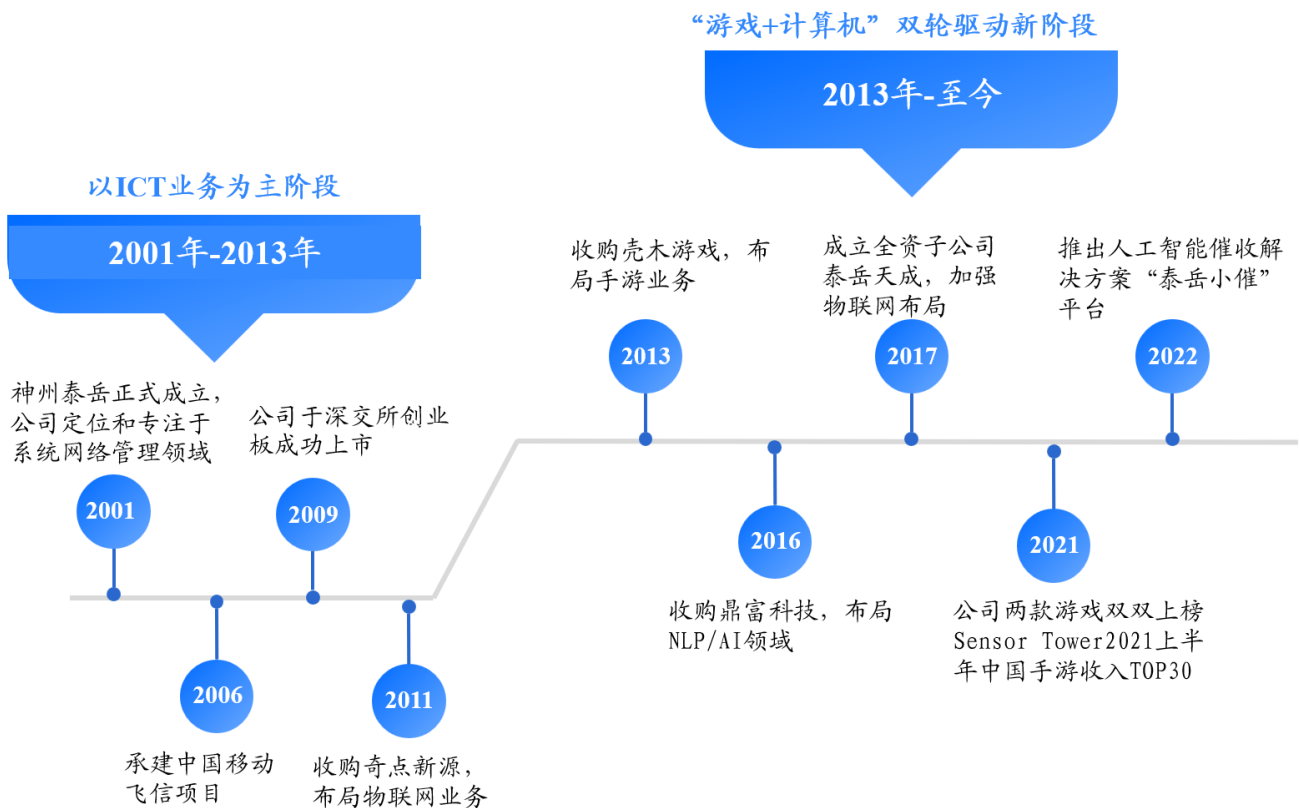 “游戏+计算机”双轮驱动新阶段
2013年-至今
以ICT业务为主阶段
2001年-2013年
神州泰岳正式成立，
公司定位和专注于
系统网络管理领域
2001
2006
承建中国移动
飞信项目
公司于深交所创业
板成功上市
2009
2011
收购奇点新源，
布局物联网业务
收购壳木游戏，布
局手游业务
2013
2016
收购鼎富科技，布局
NLP/AI领域
成立全资子公司
泰岳天成，加强
物联网布局
2017
2021
公司两款游戏双双上榜
Sensor Tower2021上半
年中国手游收入TOP30
推出人工智能催收解
决方案“泰岳小催”
平台
2022